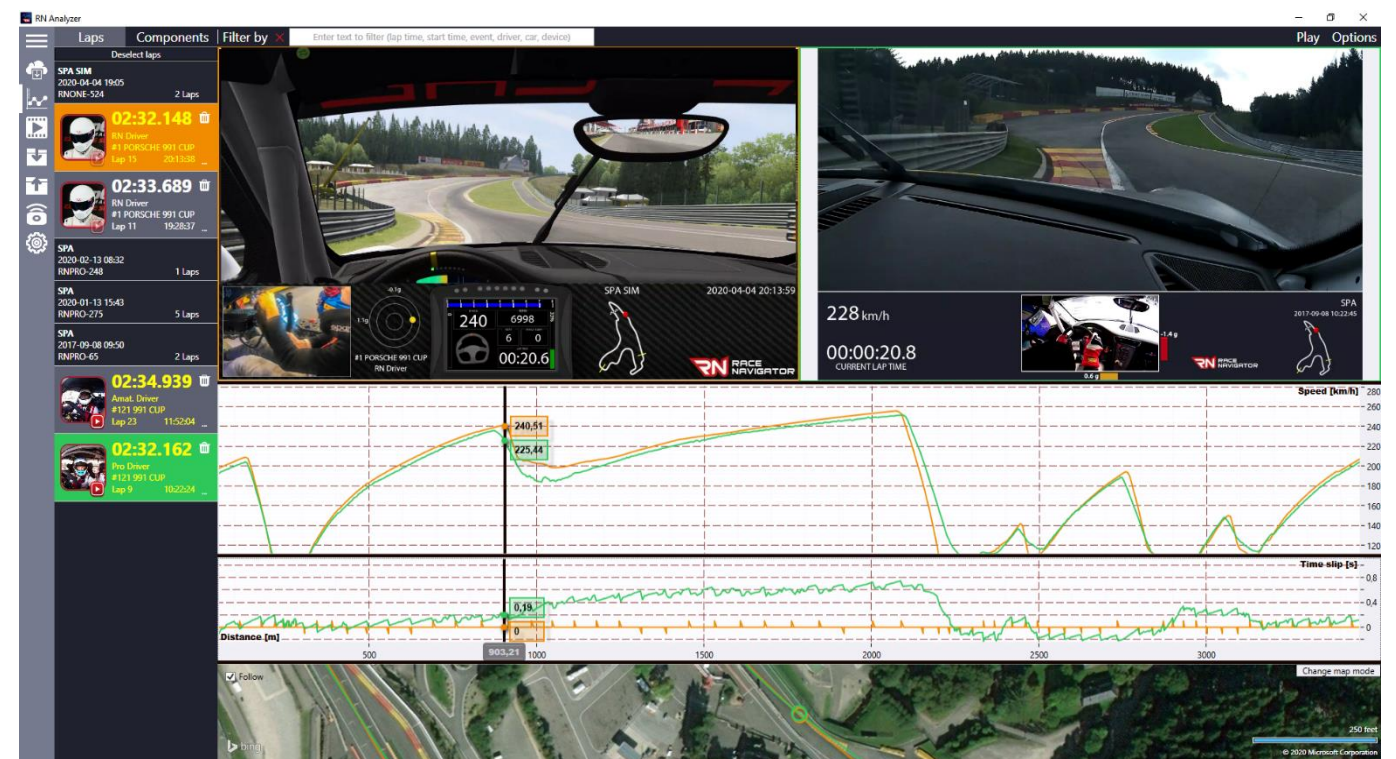 RN Analyzer
Laps Components Filter by × Enter text to filter (lap time, start time, event, driver, car, device) Play Options
Deselect laps
SPA SIM
2020-04-04 19:05
RNONE-524 2 Laps
02:32.148
RN Driver
#1 PORSCHE 991 CUP
Lap 15 20:13:38 ...
02:33.689
RN Driver
#1 PORSCHE 991 CUP
Lap 11 19:28:37 ...
SPA
2020-02-13 08:32
RNPRO-248 1 Laps
SPA
2020-01-13 15:43
RNPRO-275 5 Laps
SPA
2017-09-08 09:50
RNPRO-65 2 Laps
02:34.939
Amat. Driver
#121 991 CUP
Lap 23 11:52:04 ...
02:32.162
Pro Driver
#121 991 CUP
Lap 9 10:22:24 ...
-0.1g
1.1g
#1 PORSCHE 991 CUP
RN Driver
240 6998
6 0
00:20.6
SPA SIM 2020-04-04 20:13:59
RN RACE NAVIGATOR
228 km/h
00:00:20.8
CURRENT LAP TIME
-1.4 g
0.6 g
RN RACE NAVIGATOR
SPA
2017-09-08 10:22:45
Speed [km/h] 280
260
240
220
200
180
160
140
120
240,51
225,44
Time slip [s]
0,8
0,4
0
0,19
0
Distance [m]
500 903,21 1000 1500 2000 2500 3000
Follow
Change map mode
bing
250 feet
© 2020 Microsoft Corporation